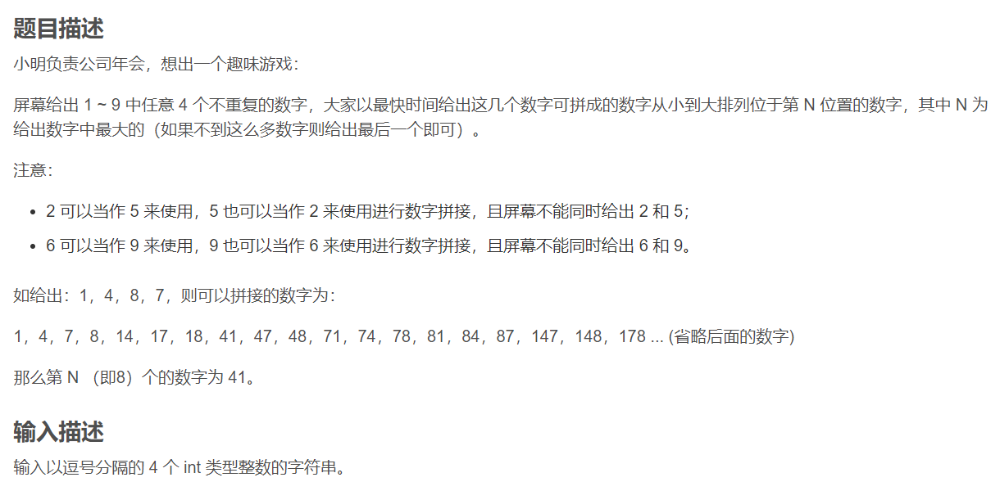 题目描述
小明负责公司年会，想出一个趣味游戏：
屏幕给出 1 ~ 9 中任意 4 个不重复的数字，大家以最快时间给出这几个数字可拼成的数字从小到大排列位于第 N 位置的数字，其中 N 为
给出数字中最大的（如果不到这么多数字则给出最后一个即可）。
注意：
• 2 可以当作 5 来使用，5 也可以当作 2 来使用进行数字拼接，且屏幕不能同时给出 2 和 5；
• 6 可以当作 9 来使用，9 也可以当作 6 来使用进行数字拼接，且屏幕不能同时给出 6 和 9。
如给出：1，4，8，7，则可以拼接的数字为：
1，4，7，8，14，17，18，41，47，48，71，74，78，81，84，87，147，148，178 ... (省略后面的数字)
那么第 N （即8）个的数字为 41。
输入描述
输入以逗号分隔的 4 个 int 类型整数的字符串。